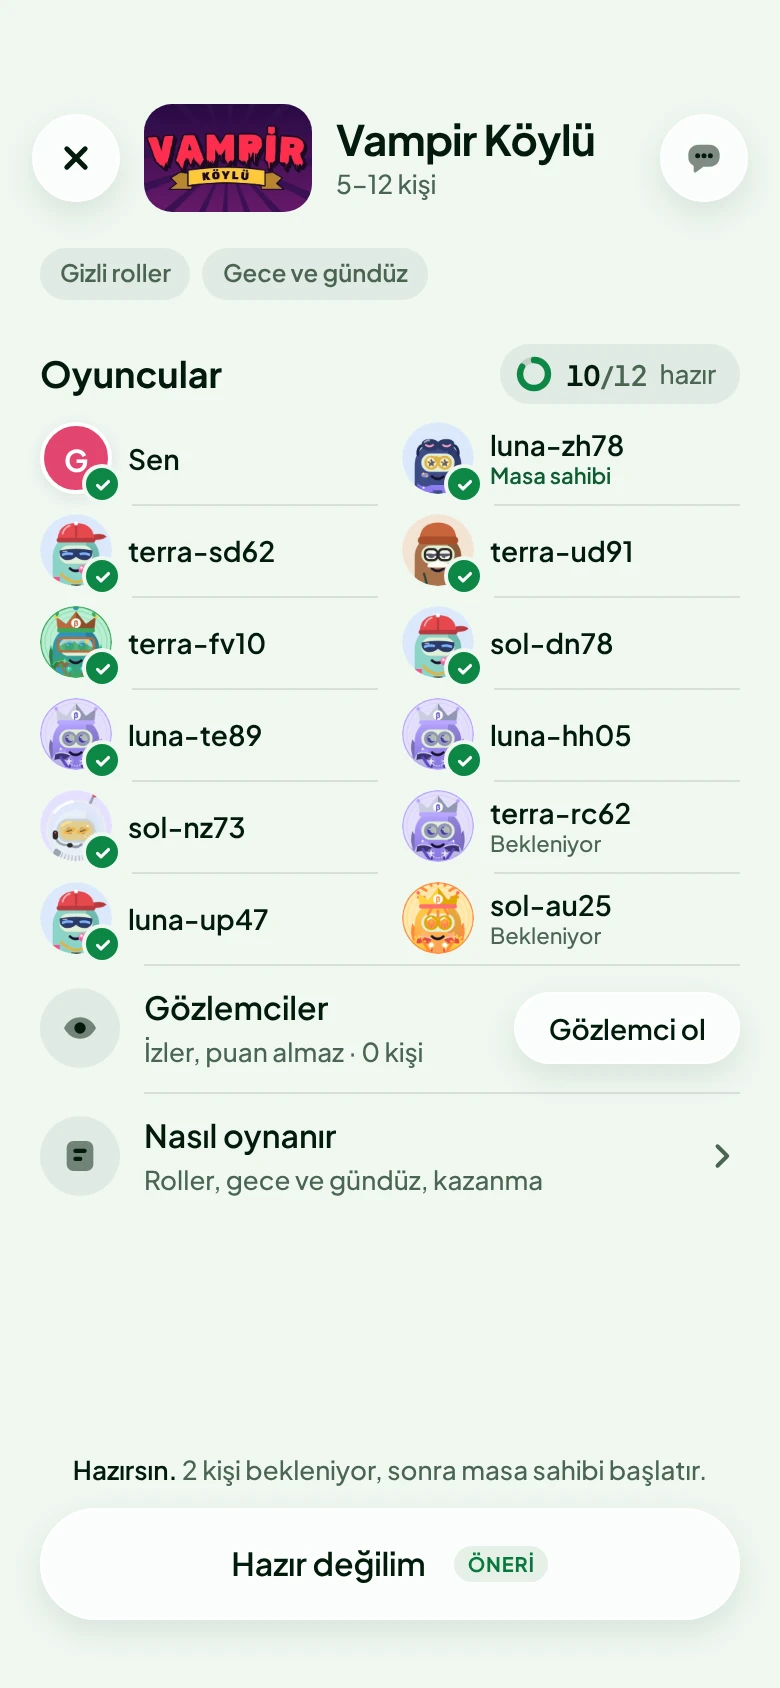 VAMPİR
KÖYLÜ
Vampir Köylü
5–12 kişi
Gizli roller
Gece ve gündüz
Oyuncular
10/12 hazır
G
Sen
luna-zh78
Masa sahibi
terra-sd62
terra-ud91
terra-fv10
sol-dn78
luna-te89
luna-hh05
sol-nz73
terra-rc62
Bekleniyor
luna-up47
sol-au25
Bekleniyor
Gözlemciler
İzler, puan almaz · 0 kişi
Gözlemci ol
Nasıl oynanır
Roller, gece ve gündüz, kazanma
Hazırsın. 2 kişi bekleniyor, sonra masa sahibi başlatır.
Hazır değilim
ÖNERİ